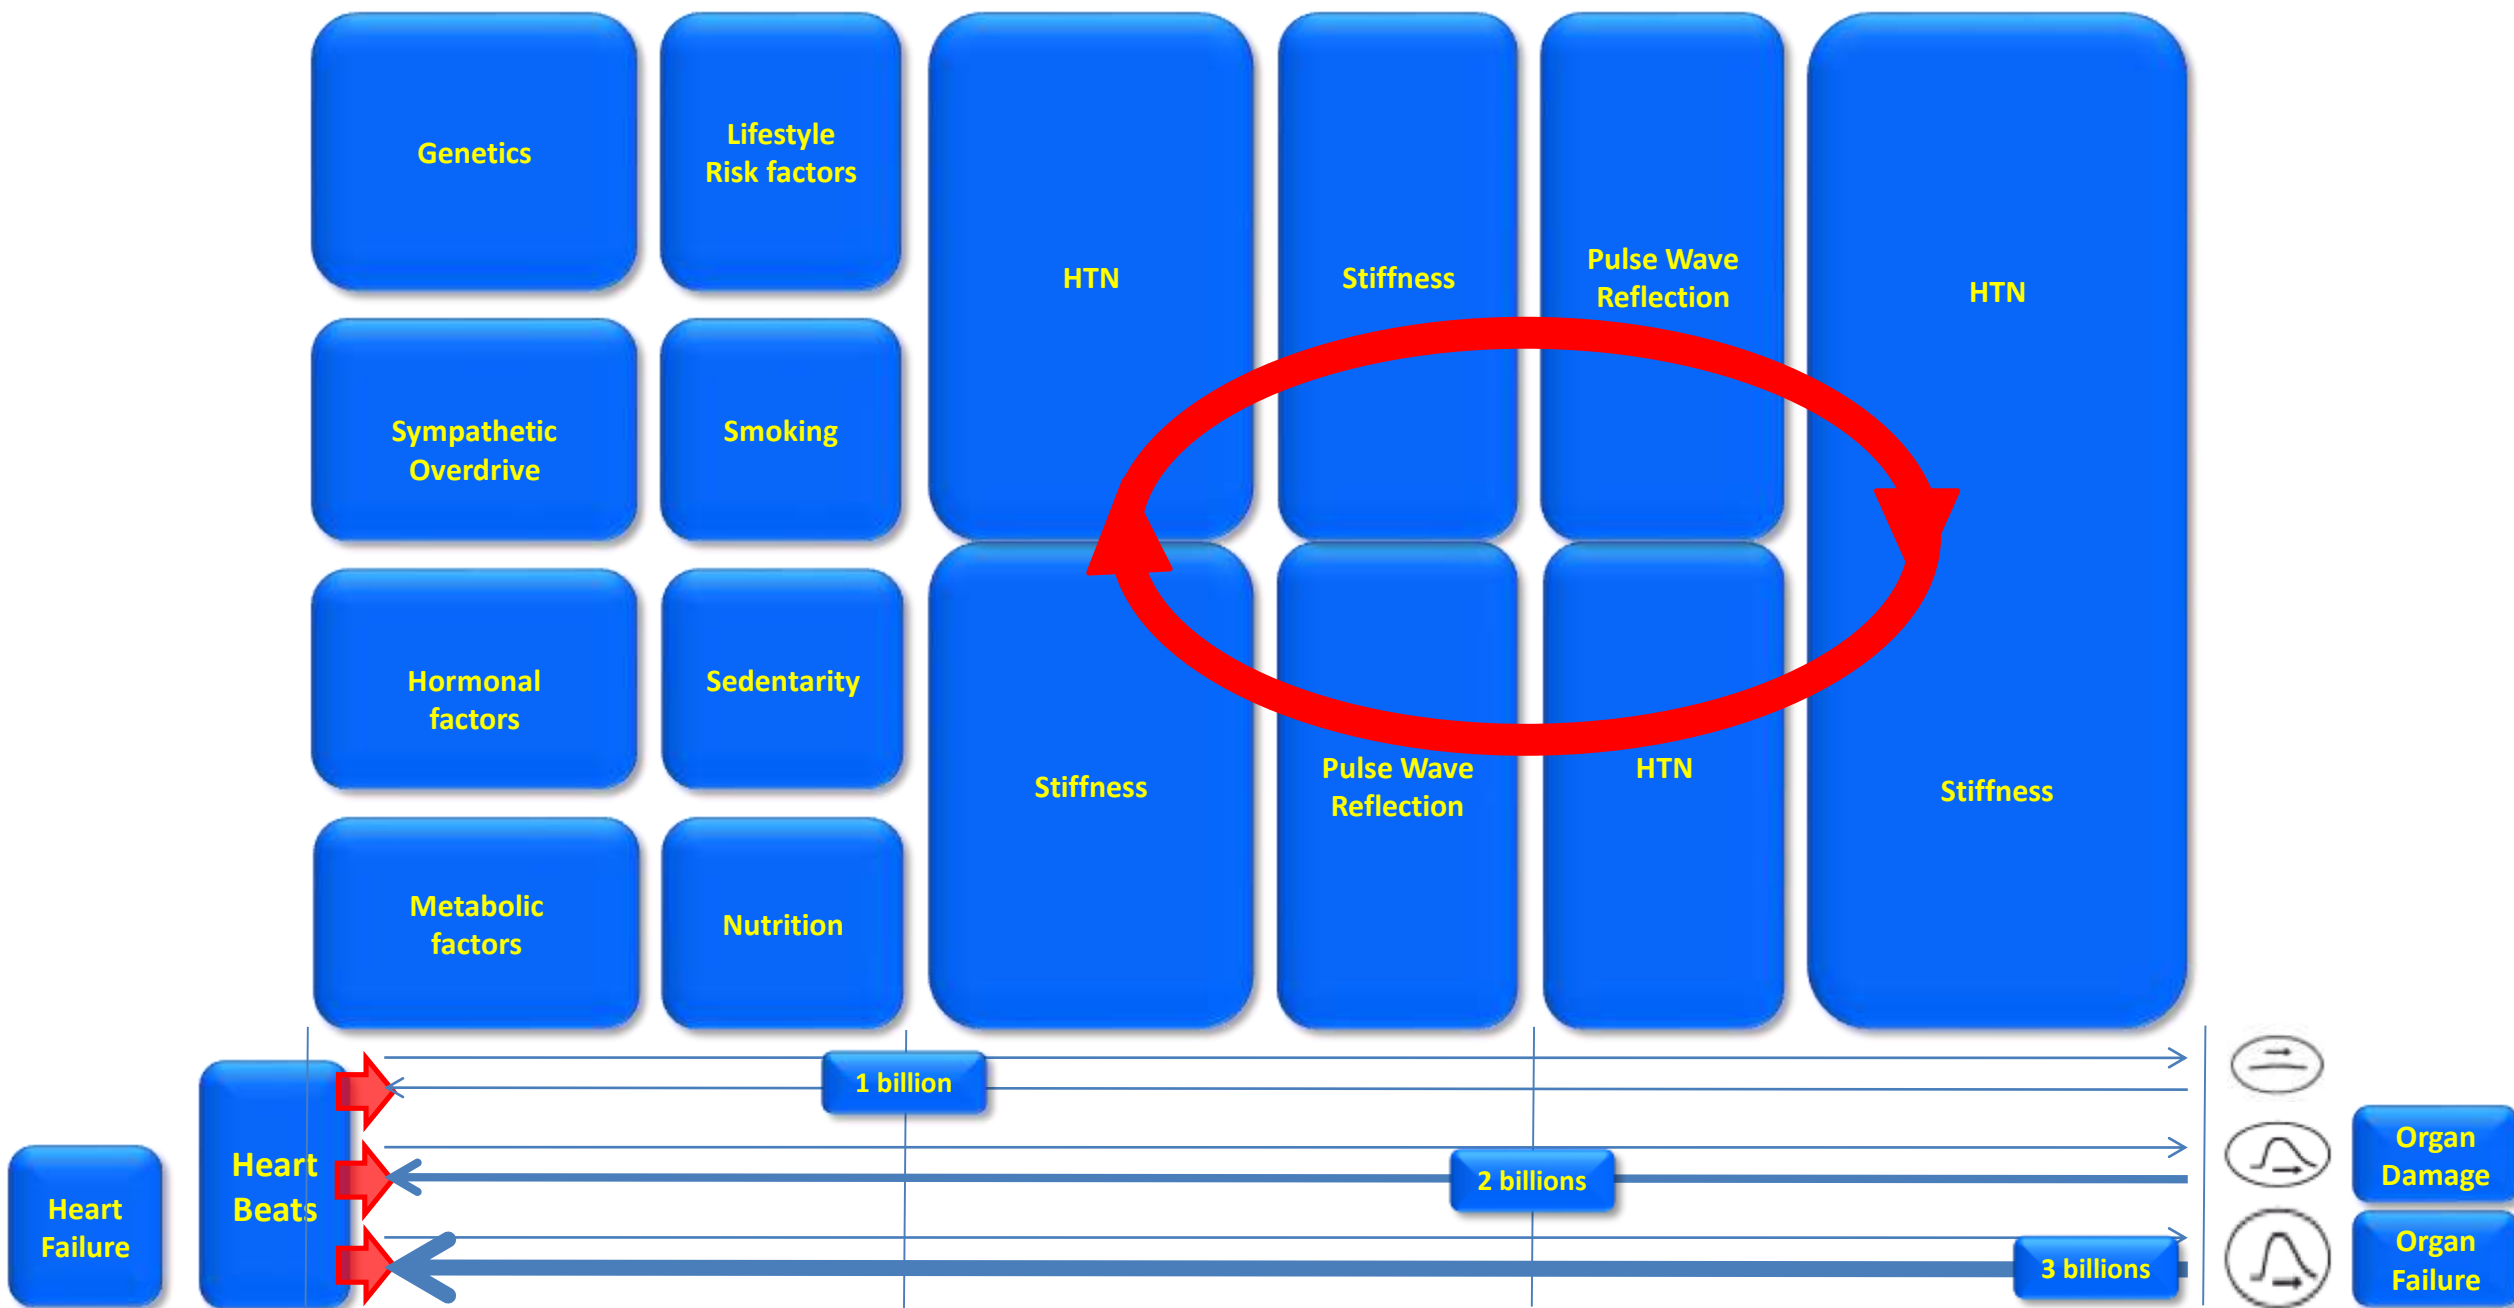 Genetics
Lifestyle
Risk factors
HTN
Stiffness
Pulse Wave
Reflection
HTN
Sympathetic
Overdrive
Smoking
Hormonal
factors
Sedentarity
Stiffness
Pulse Wave
Reflection
HTN
Stiffness
Metabolic
factors
Nutrition
1 billion
Heart
Beats
2 billions
Organ
Damage
Heart
Failure
3 billions
Organ
Failure